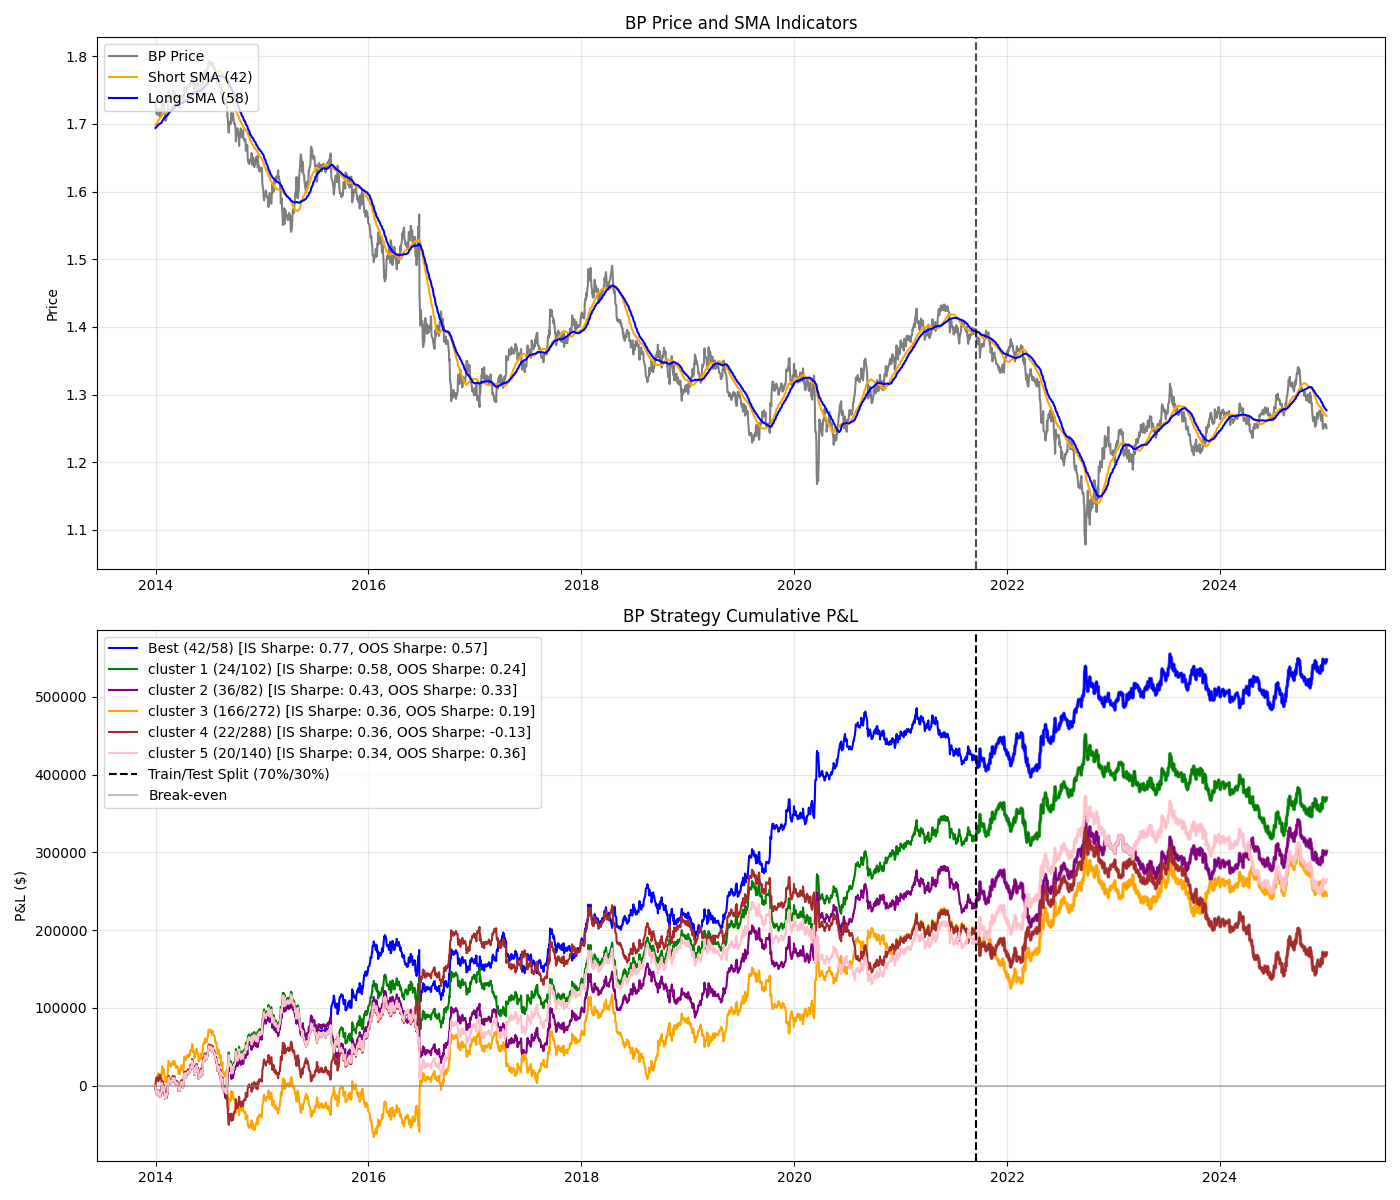 BP Price and SMA Indicators
BP Price
Short SMA (42)
Long SMA (58)
Price
1.8
1.7
1.6
1.5
1.4
1.3
1.2
1.1
2014 2016 2018 2020 2022 2024
BP Strategy Cumulative P&L
Best (42/58) [IS Sharpe: 0.77, OOS Sharpe: 0.57]
cluster 1 (24/102) [IS Sharpe: 0.58, OOS Sharpe: 0.24]
cluster 2 (36/82) [IS Sharpe: 0.43, OOS Sharpe: 0.33]
cluster 3 (166/272) [IS Sharpe: 0.36, OOS Sharpe: 0.19]
cluster 4 (22/288) [IS Sharpe: 0.36, OOS Sharpe: -0.13]
cluster 5 (20/140) [IS Sharpe: 0.34, OOS Sharpe: 0.36]
Train/Test Split (70%/30%)
Break-even
P&L ($)
500000
400000
300000
200000
100000
0
2014 2016 2018 2020 2022 2024